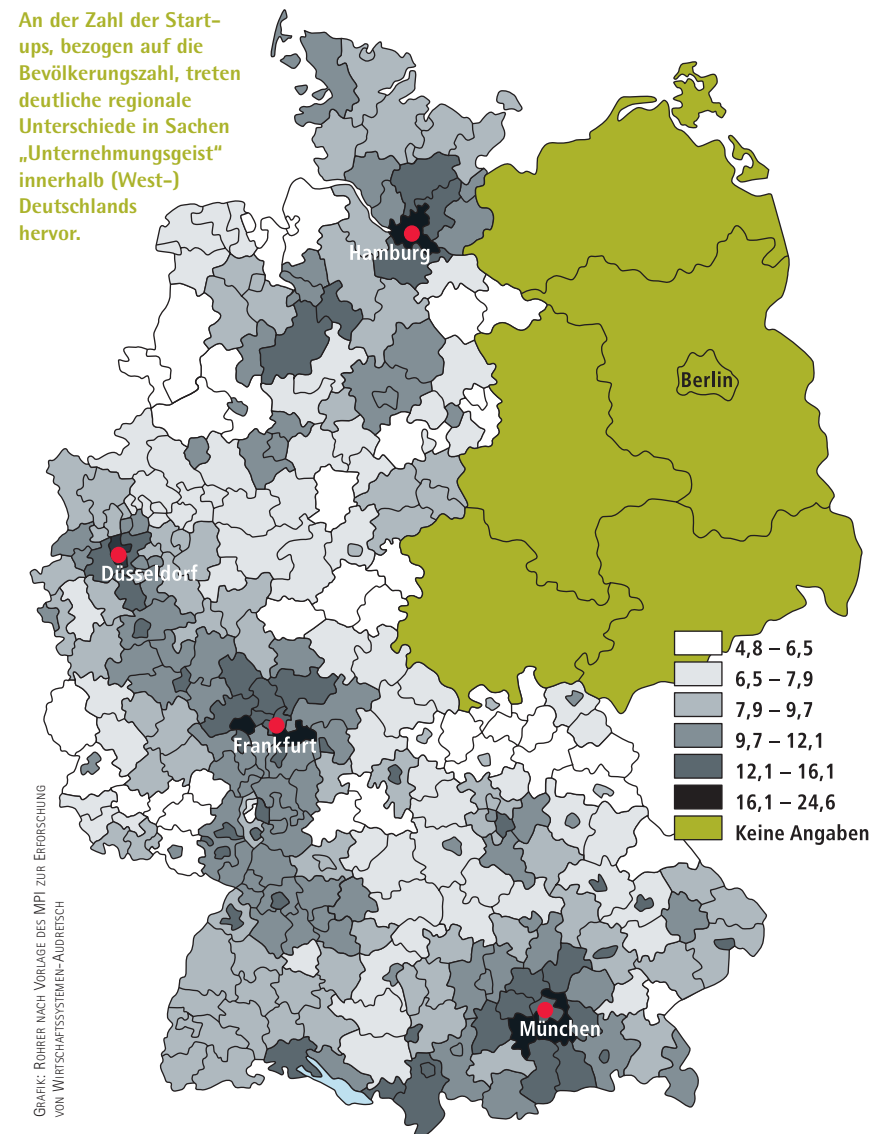 An der Zahl der Start-
ups, bezogen auf die
Bevölkerungszahl, treten
deutliche regionale
Unterschiede in Sachen
„Unternehmungsgeist“
innerhalb (West-)
Deutschlands
hervor.
Hamburg
Berlin
Düsseldorf
Frankfurt
München
4,8 – 6,5
6,5 – 7,9
7,9 – 9,7
9,7 – 12,1
12,1 – 16,1
16,1 – 24,6
Keine Angaben
GRAFIK: ROHRER NACH VORLAGE DES MPI ZUR ERFORSCHUNG
VON WIRTSCHAFTSSYSTEMEN-AUDRETSCH